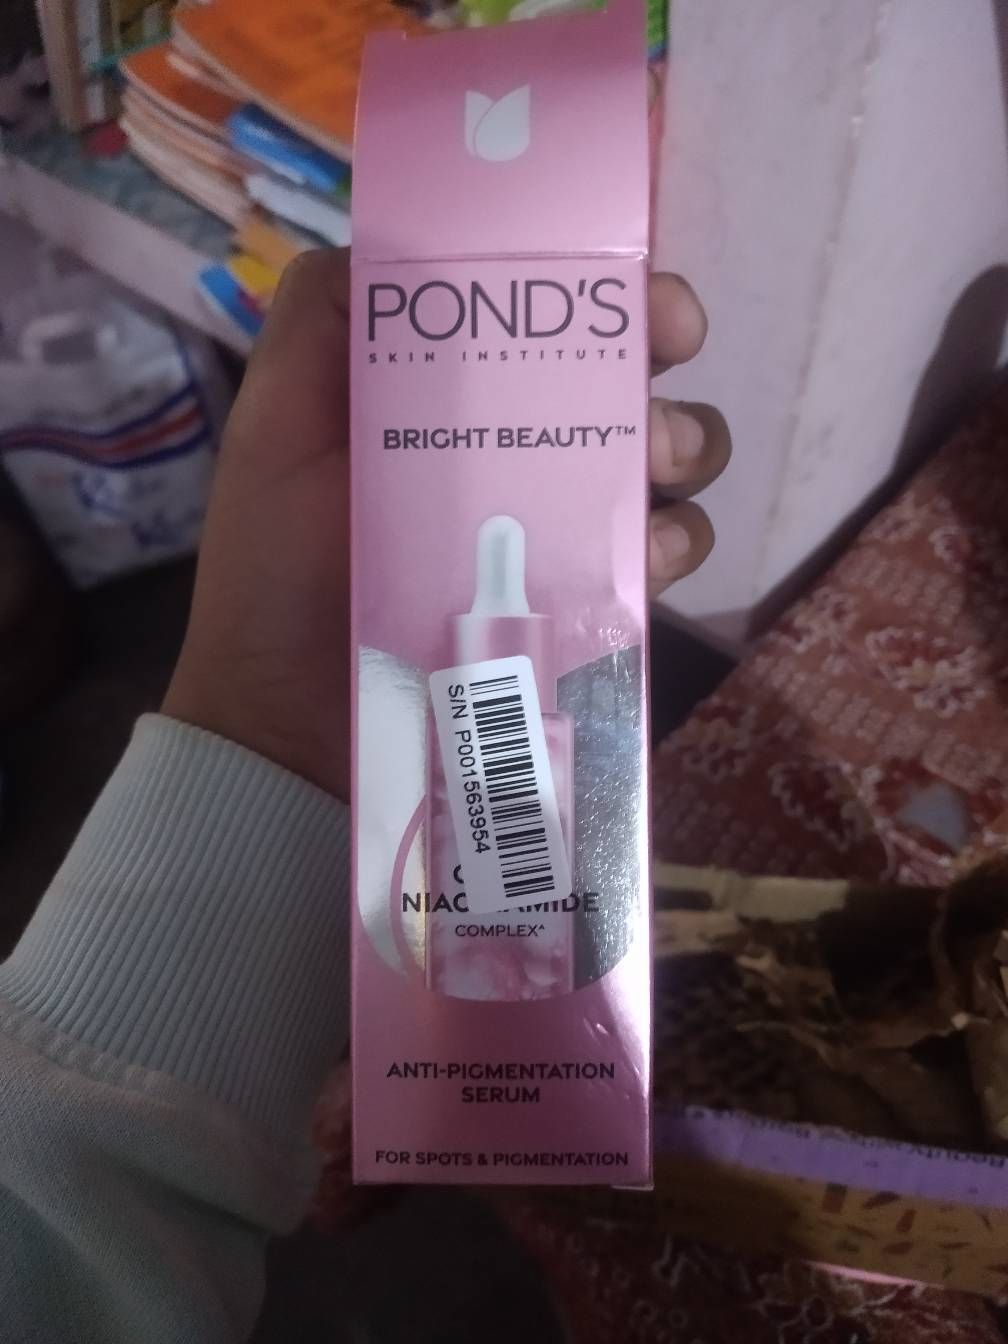 POND'S
SKIN INSTITUTE
BRIGHT BEAUTY™
S/N P001563954
COMPLEX^
ANTI-PIGMENTATION
SERUM
FOR SPOTS & PIGMENTATION